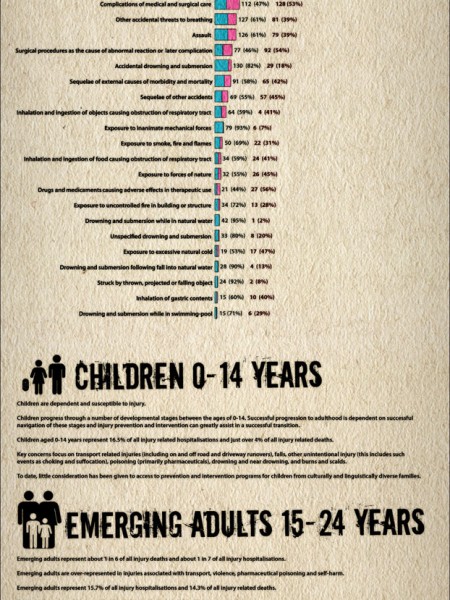 Complications of medical and surgical care 112 (47%) 128 (53%)
Other accidental threats to breathing 127 (61%) 81 (39%)
Assault 126 (61%) 79 (39%)
Surgical procedures as the cause of abnormal reaction or later complication 77 (46%) 92 (54%)
Accidental drowning and submersion 130 (82%) 29 (18%)
Sequelae of external causes of morbidity and mortality 91 (58%) 65 (42%)
Sequelae of other accidents 69 (55%) 57 (45%)
Inhalation and ingestion of objects causing obstruction of respiratory tract 64 (59%) 4 (41%)
Exposure to inanimate mechanical forces 79 (93%) 6 (7%)
Exposure to smoke, fire and flames 50 (69%) 22 (31%)
Inhalation and ingestion of food causing obstruction of respiratory tract 34 (59%) 24 (41%)
Exposure to forces of nature 32 (55%) 26 (45%)
Drugs and medicaments causing adverse effects in therapeutic use 21 (44%) 27 (56%)
Exposure to uncontrolled fire in building or structure 34 (72%) 13 (28%)
Drowning and submersion while in natural water 42 (95%) 1 (2%)
Unspecified drowning and submersion 33 (80%) 8 (20%)
Exposure to excessive natural cold 19 (53%) 17 (47%)
Drowning and submersion following fall into natural water 28 (90%) 4 (13%)
Struck by thrown, projected or falling object 24 (92%) 2 (8%)
Inhalation of gastric contents 15 (60%) 10 (40%)
Drowning and submersion while in swimming-pool 15 (71%) 6 (29%)
CHILDREN 0-14 YEARS
Children are dependent and susceptible to injury.
Children progress through a number of developmental stages between the ages of 0-14. Successful progression to adulthood is dependent on successful
navigation of these stages and injury prevention and intervention can greatly assist in a successful transition.
Children aged 0-14 years represent 16.5% of all injury related hospitalisations and just over 4% of all injury related deaths.
Key concerns focus on transport related injuries (including on and off road and driveway runovers), falls, other unintentional injury (this includes such
events as choking and suffocation), poisoning (primarily pharmaceuticals), drowning and near drowning, and burns and scalds.
To date, little consideration has been given to access to prevention and intervention programs for children from culturally and linguistically diverse families.
EMERGING ADULTS 15-24 YEARS
Emerging adults represent about 1 in 6 of all injury deaths and about 1 in 7 of all injury hospitalisations.
Emerging adults are over-represented in injuries associated with transport, violence, pharmaceutical poisoning and self-harm.
Emerging adults represent 15.7% of all injury hospitalisations and 14.3% of all injury related deaths.